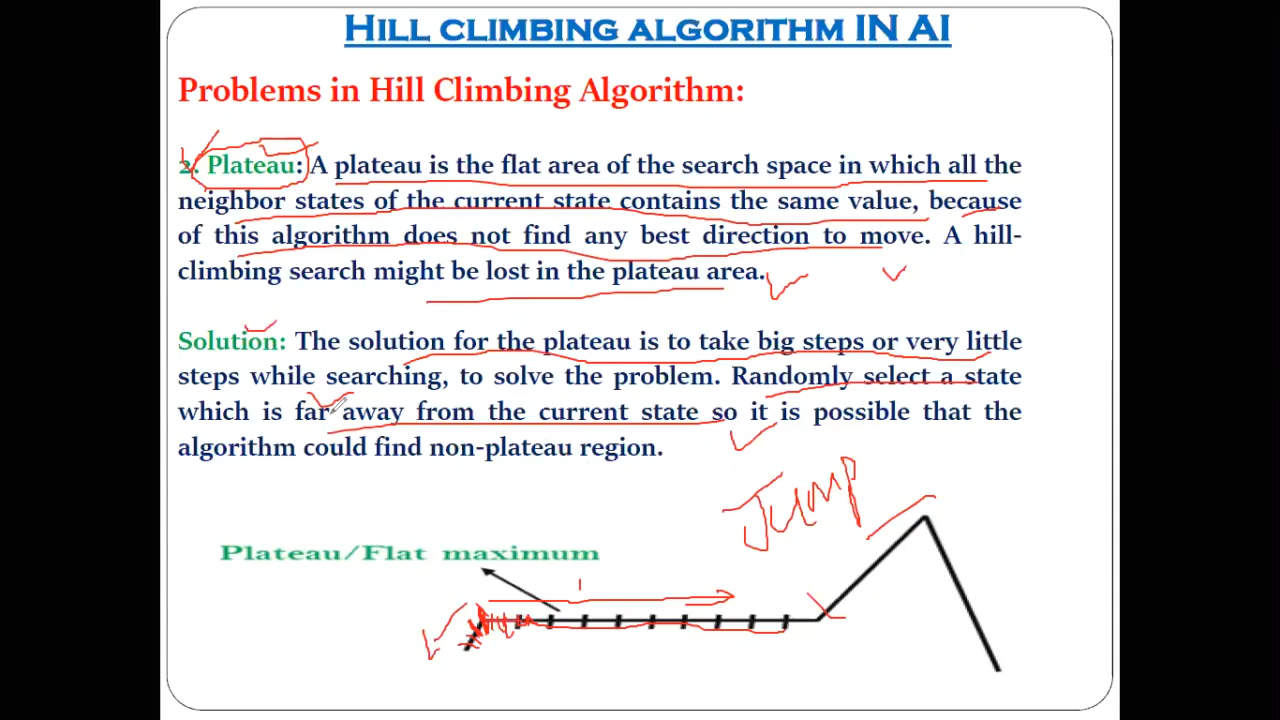 HILL CLIMBING ALGORITHM IN AI
Problems in Hill Climbing Algorithm:
2. Plateau: A plateau is the flat area of the search space in which all the
neighbor states of the current state contains the same value, because
of this algorithm does not find any best direction to move. A hill-
climbing search might be lost in the plateau area.
Solution: The solution for the plateau is to take big steps or very little
steps while searching, to solve the problem. Randomly select a state
which is far away from the current state so it is possible that the
algorithm could find non-plateau region.
Jump
Plateau/Flat maximum